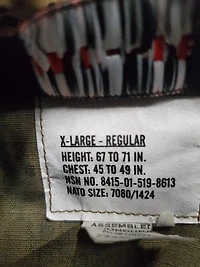 X-LARGE - REGULAR
HEIGHT: 67 TO 71 IN.
CHEST: 45 TO 49 IN.
NSN NO. 8415-01-519-8613
NATO SIZE: 7080/1424
ASSEMBLED